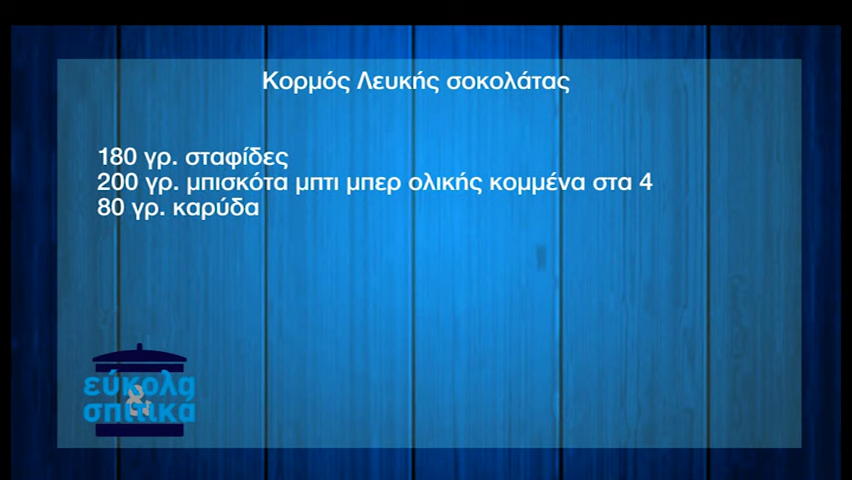 Κορμός Λευκής σοκολάτας
180 γρ. σταφίδες
200 γρ. μπισκότα μπτι μπερ ολικής κομμένα στα 4
80 γρ. καρύδα
εύκολα
&
σπιτικα